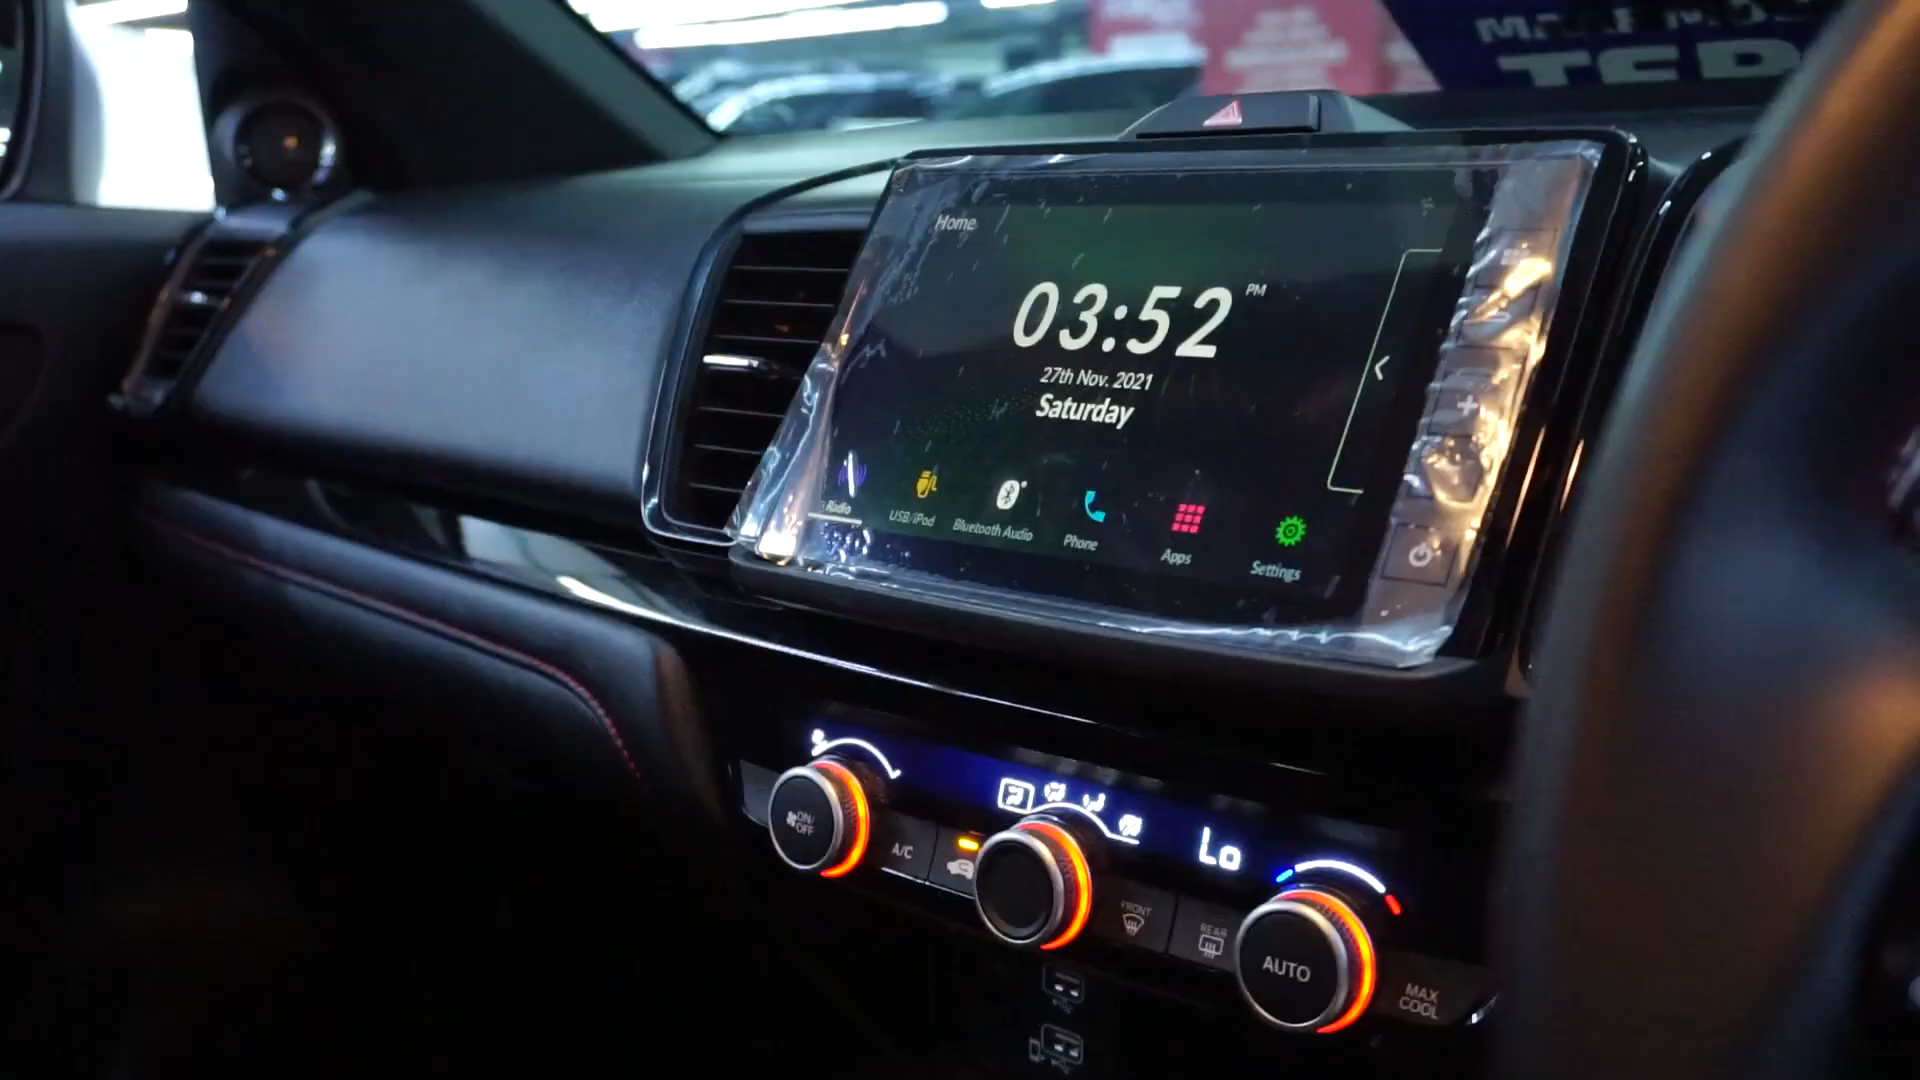 Home
03:52 PM
27th Nov. 2021
Saturday
Radio
USB/iPod
Bluetooth Audio
Phone
Apps
Settings
ON/
OFF
A/C
Lo
FRONT
REAR
AUTO
MAX
COOL